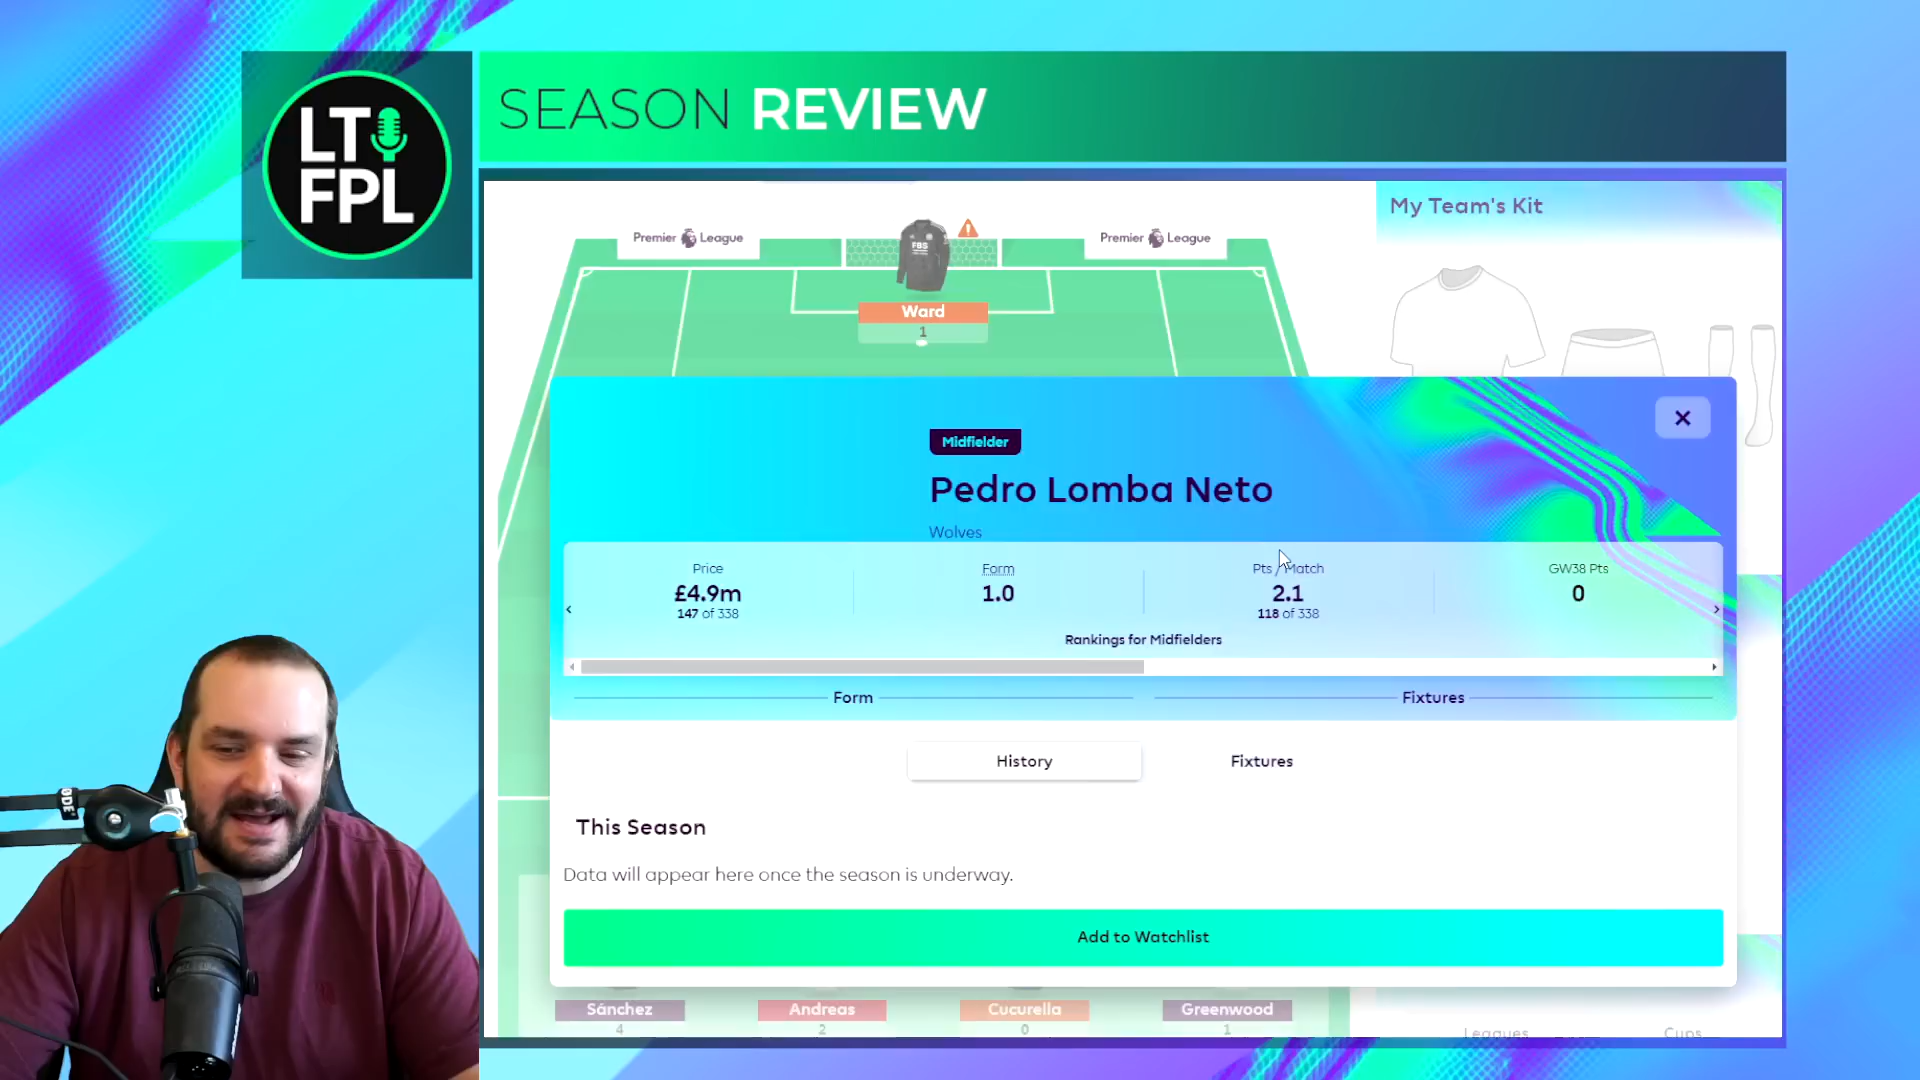 LT
FPL
SEASON REVIEW
My Team's Kit
Premier League
Premier League
FBS
Ward
1
Midfielder
Pedro Lomba Neto
Wolves
Price
£4.9m
147 of 338
Form
1.0
Pts / Match
2.1
118 of 338
GW38 Pts
0
Rankings for Midfielders
Form
Fixtures
History
Fixtures
This Season
Data will appear here once the season is underway.
Add to Watchlist
Sánchez
4
Andreas
2
Cucurella
0
Greenwood
1
Leagues
Cups